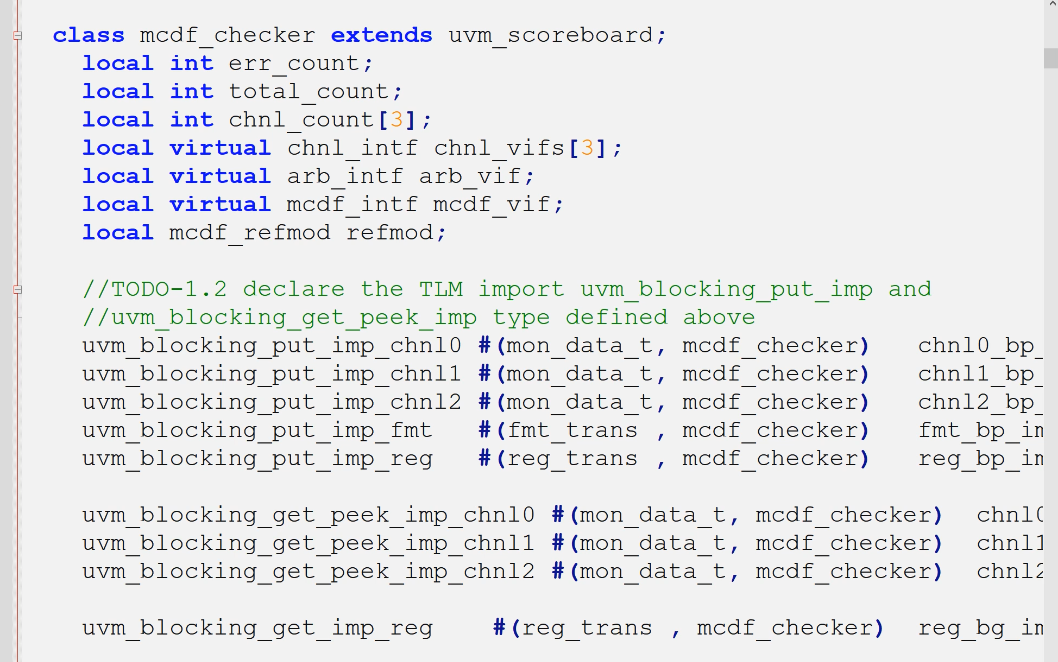 class mcdf_checker extends uvm_scoreboard;
local int err_count;
local int total_count;
local int chnl_count[3];
local virtual chnl_intf chnl_vifs[3];
local virtual arb_intf arb_vif;
local virtual mcdf_intf mcdf_vif;
local mcdf_refmod refmod;
//TODO-1.2 declare the TLM import uvm_blocking_put_imp and
//uvm_blocking_get_peek_imp type defined above
uvm_blocking_put_imp_chnl0 #(mon_data_t, mcdf_checker) chnl0_bp_
uvm_blocking_put_imp_chnl1 #(mon_data_t, mcdf_checker) chnl1_bp_
uvm_blocking_put_imp_chnl2 #(mon_data_t, mcdf_checker) chnl2_bp_
uvm_blocking_put_imp_fmt #(fmt_trans , mcdf_checker) fmt_bp_im
uvm_blocking_put_imp_reg #(reg_trans , mcdf_checker) reg_bp_im
uvm_blocking_get_peek_imp_chnl0 #(mon_data_t, mcdf_checker) chnl0
uvm_blocking_get_peek_imp_chnl1 #(mon_data_t, mcdf_checker) chnl1
uvm_blocking_get_peek_imp_chnl2 #(mon_data_t, mcdf_checker) chnl2
uvm_blocking_get_imp_reg #(reg_trans , mcdf_checker) reg_bg_im